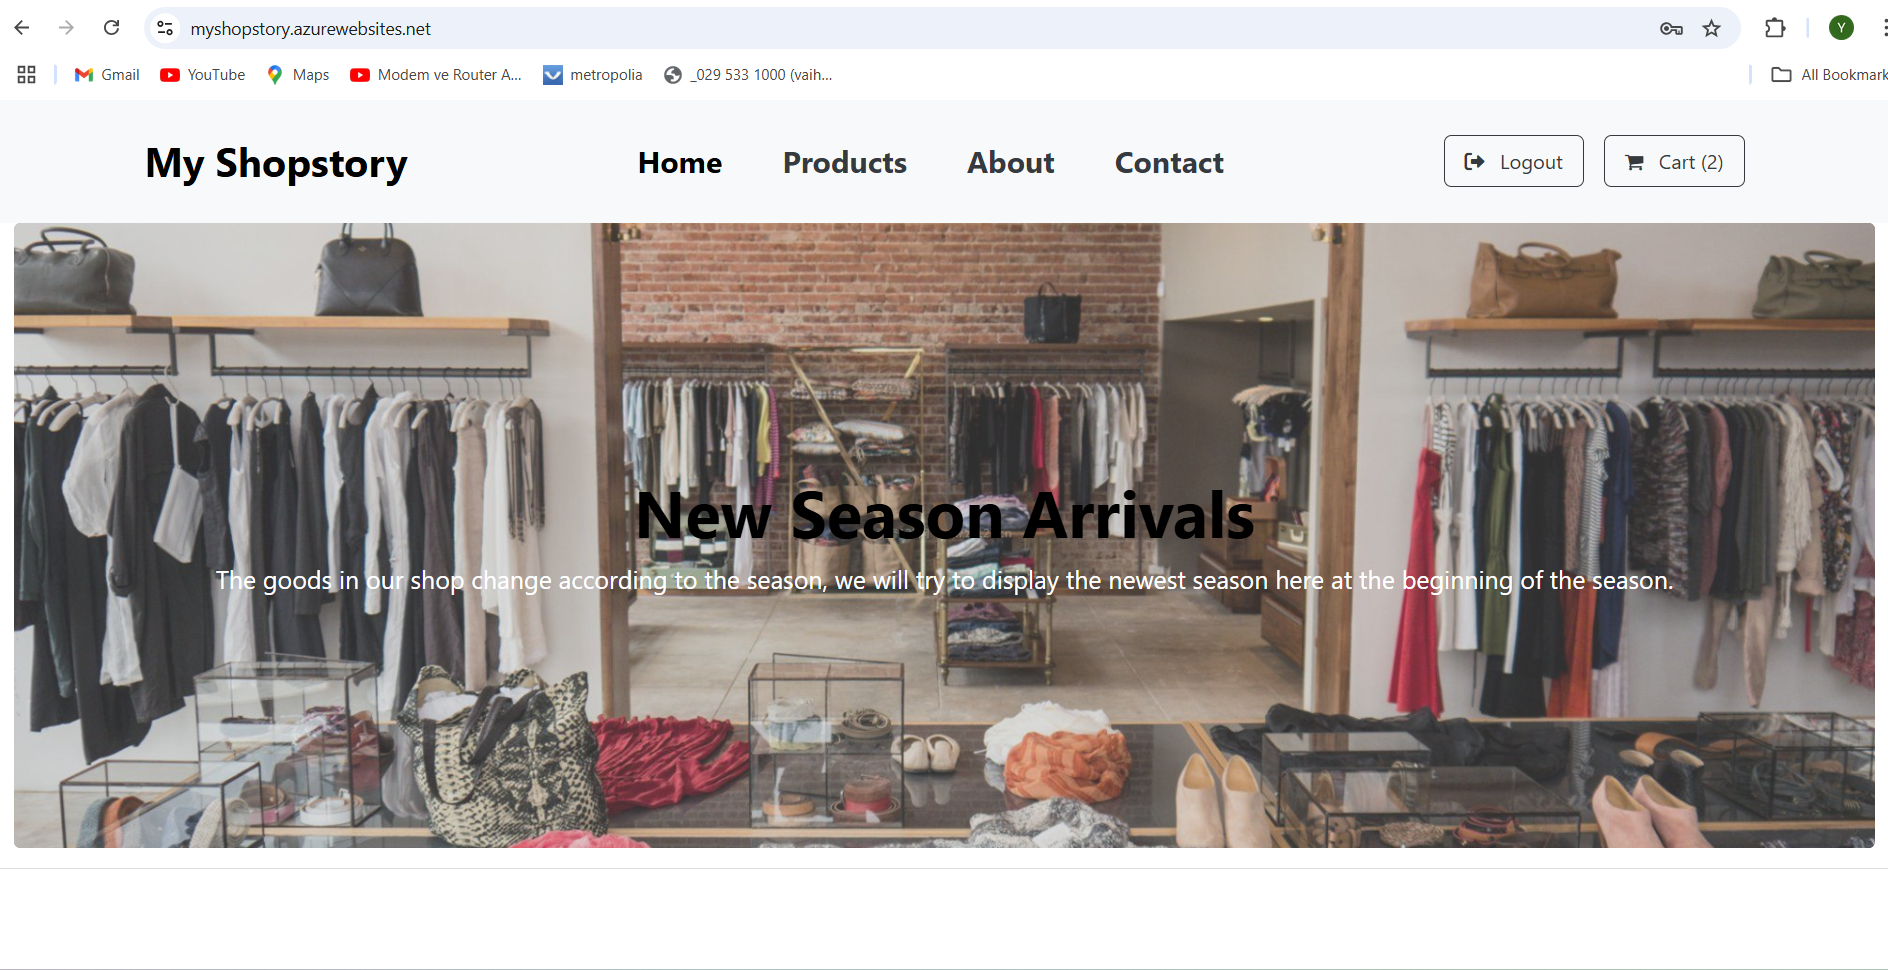 myshopstory.azurewebsites.net
Y
Gmail YouTube Maps Modem ve Router A... metropolia _029 533 1000 (vaih... All Bookmark
My Shopstory Home Products About Contact Logout Cart (2)
New Season Arrivals
The goods in our shop change according to the season, we will try to display the newest season here at the beginning of the season.